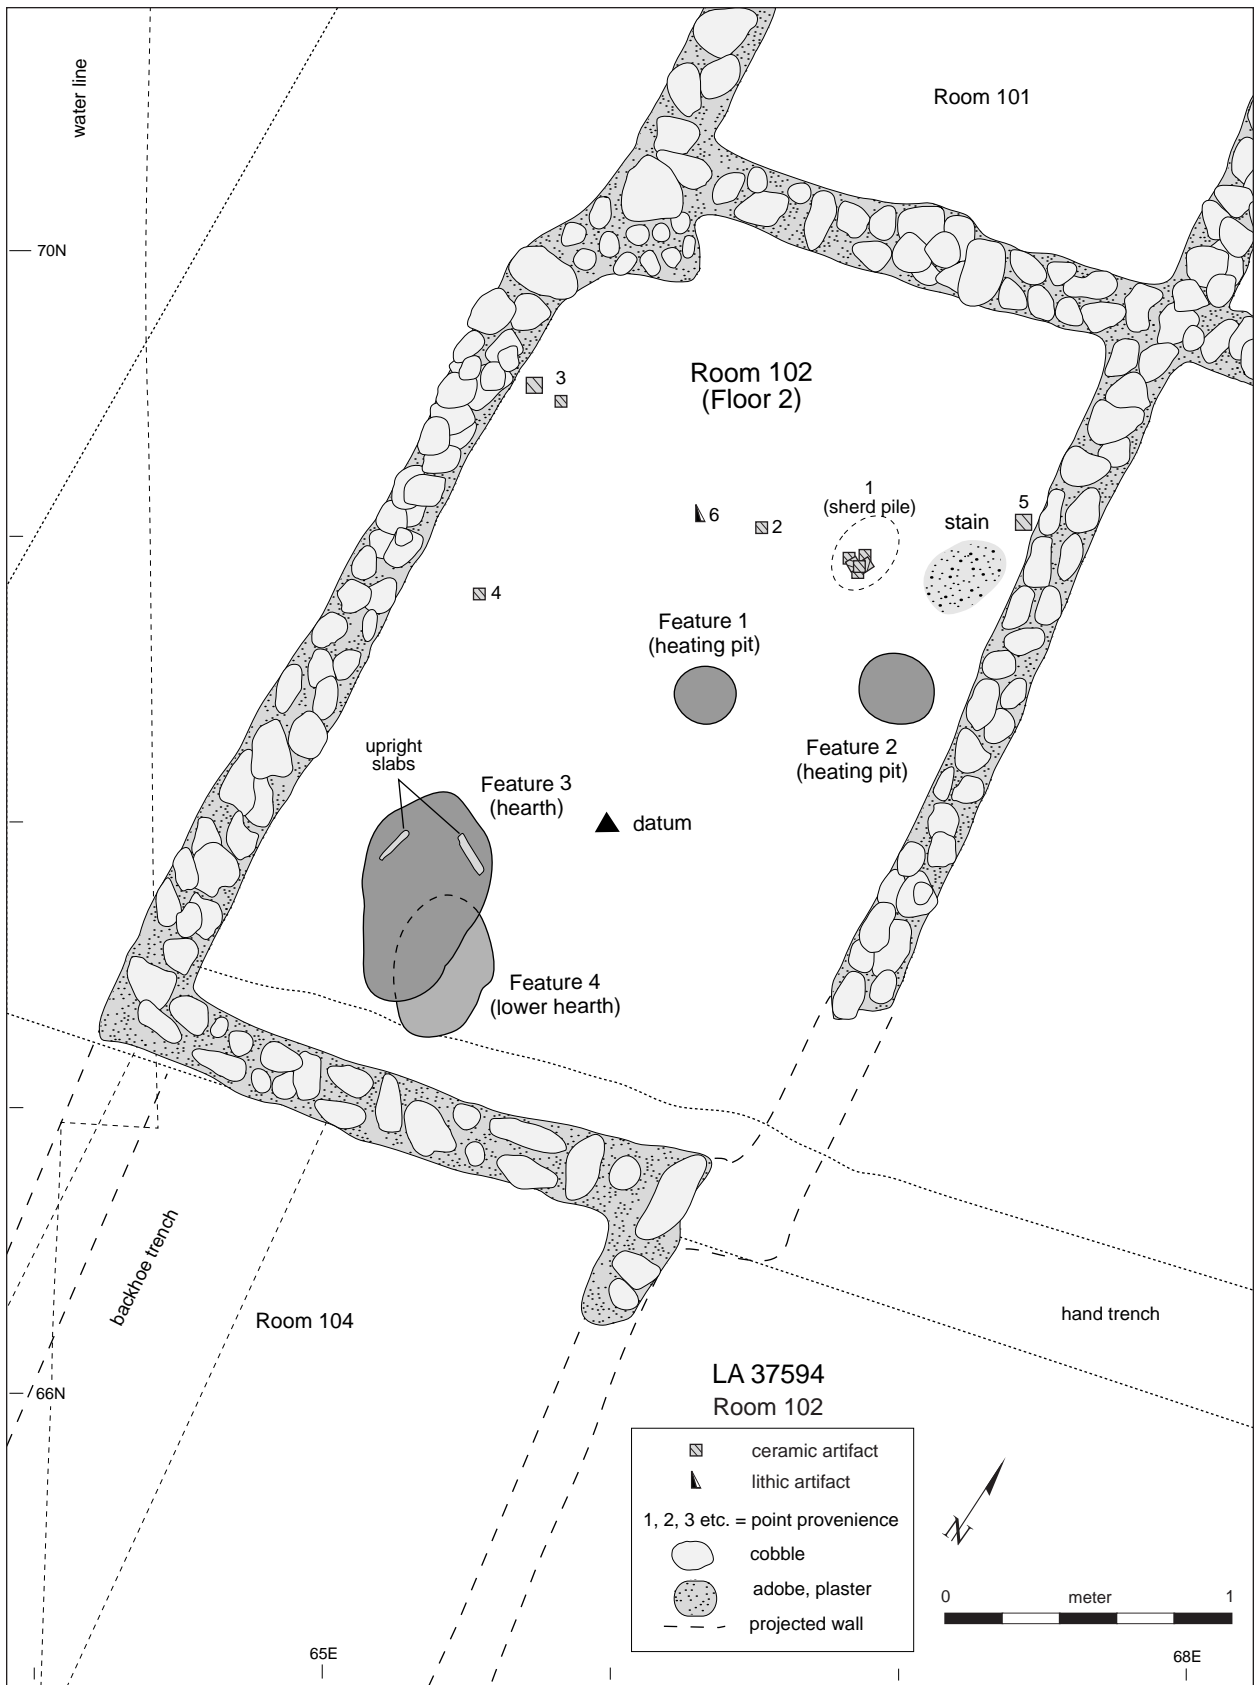 water line
Room 101
70N
3
Room 102
(Floor 2)
1
(sherd pile)
5
6
2
stain
4
Feature 1
(heating pit)
Feature 2
(heating pit)
upright
slabs
Feature 3
(hearth)
datum
Feature 4
(lower hearth)
backhoe trench
Room 104
hand trench
66N
LA 37594
Room 102
ceramic artifact
lithic artifact
1, 2, 3 etc. = point provenience
cobble
adobe, plaster
projected wall
N
0 meter 1
65E
68E